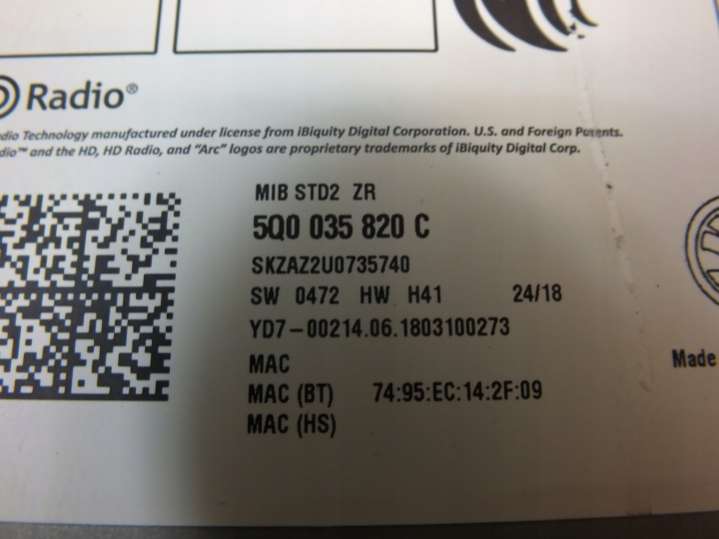 Radio®
dio Technology manufactured under license from iBiquity Digital Corporation. U.S. and Foreign Patents.
dio™ and the HD, HD Radio, and “Arc” logos are proprietary trademarks of iBiquity Digital Corp.
MIB STD2 ZR
5Q0 035 820 C
SKZAZ2U0735740
SW 0472 HW H41 24/18
YD7-00214.06.1803100273
Made
MAC
MAC (BT) 74:95:EC:14:2F:09
MAC (HS)